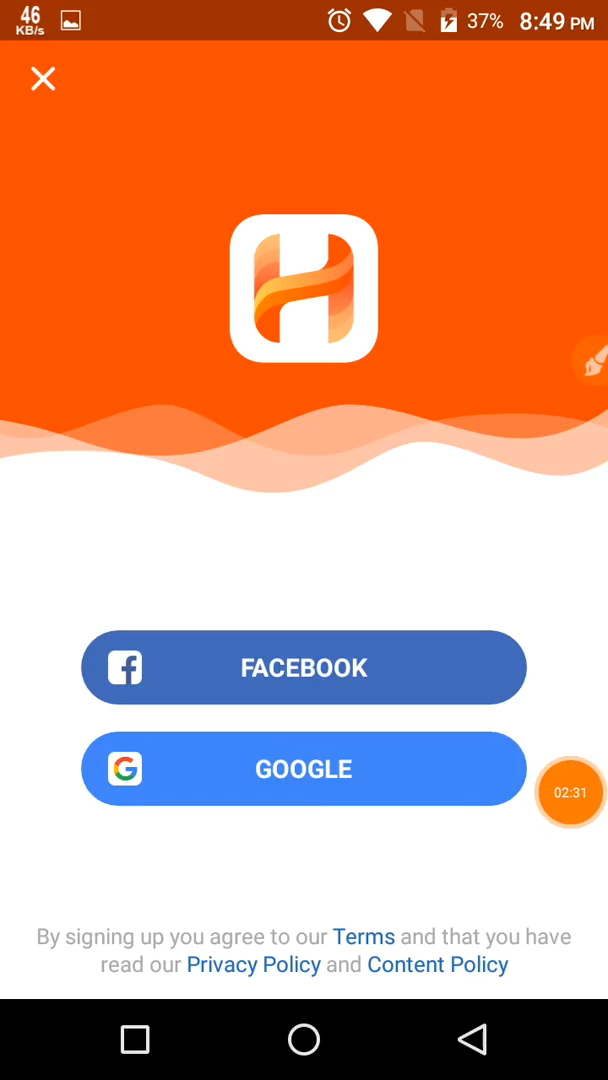 46
KB/s
37%
8:49 PM
FACEBOOK
GOOGLE
02:31
By signing up you agree to our Terms and that you have
read our Privacy Policy and Content Policy